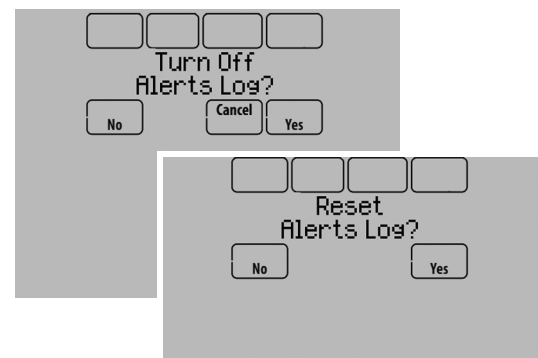 Turn Off
Alerts Log?
No Cancel Yes
Reset
Alerts Log?
No Yes